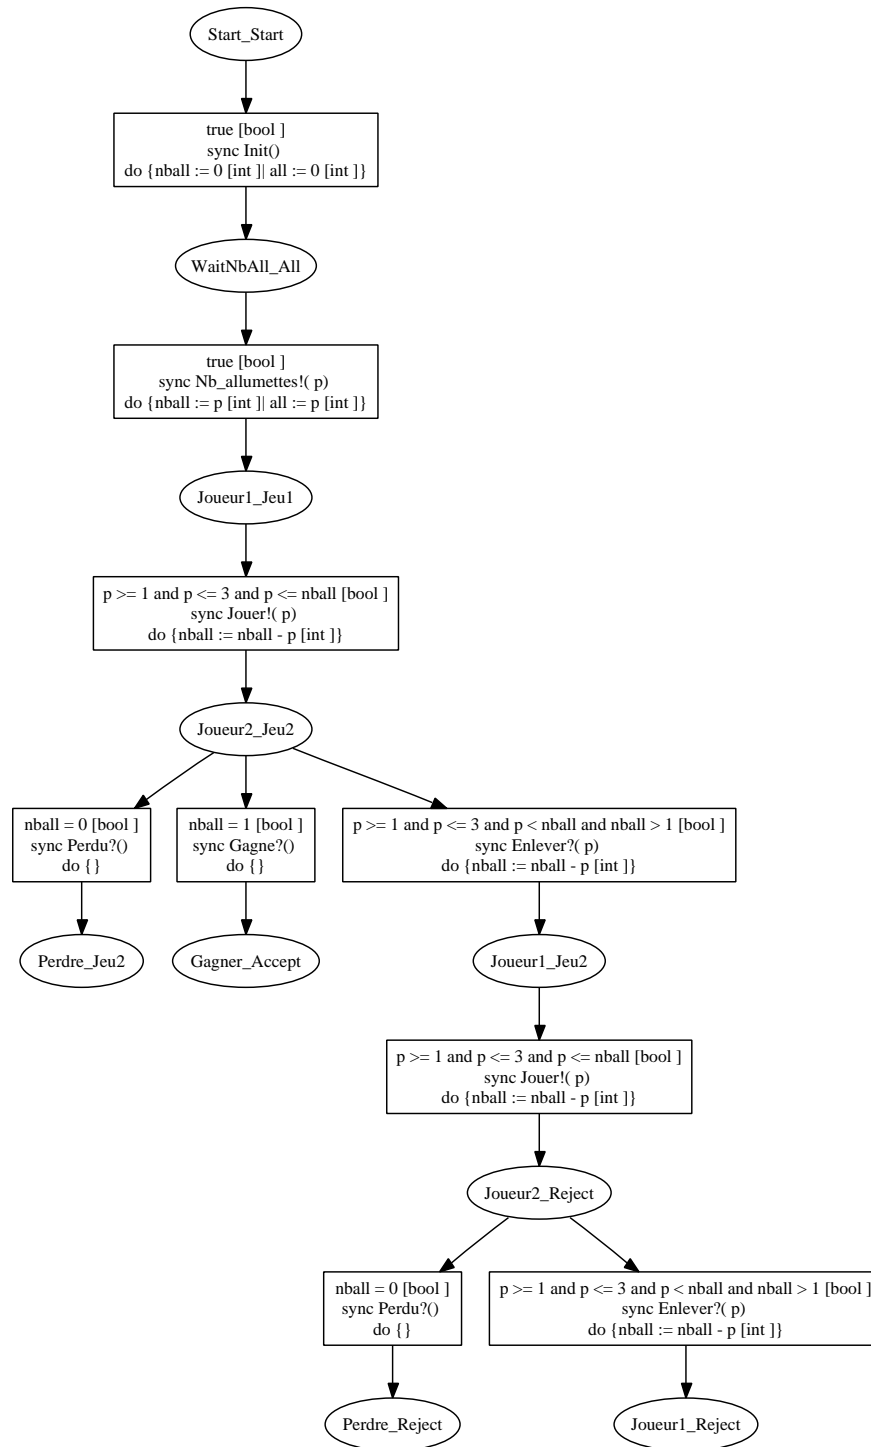 Start_Start
true [bool ]
sync Init()
do {nball := 0 [int ]| all := 0 [int ]}
WaitNbAll_All
true [bool ]
sync Nb_allumettes!( p)
do {nball := p [int ]| all := p [int ]}
Joueur1_Jeu1
p >= 1 and p <= 3 and p <= nball [bool ]
sync Jouer!( p)
do {nball := nball - p [int ]}
Joueur2_Jeu2
nball = 0 [bool ]
sync Perdu?()
do {}
nball = 1 [bool ]
sync Gagne?()
do {}
p >= 1 and p <= 3 and p < nball and nball > 1 [bool ]
sync Enlever?( p)
do {nball := nball - p [int ]}
Perdre_Jeu2
Gagner_Accept
Joueur1_Jeu2
p >= 1 and p <= 3 and p <= nball [bool ]
sync Jouer!( p)
do {nball := nball - p [int ]}
Joueur2_Reject
nball = 0 [bool ]
sync Perdu?()
do {}
p >= 1 and p <= 3 and p < nball and nball > 1 [bool ]
sync Enlever?( p)
do {nball := nball - p [int ]}
Perdre_Reject
Joueur1_Reject